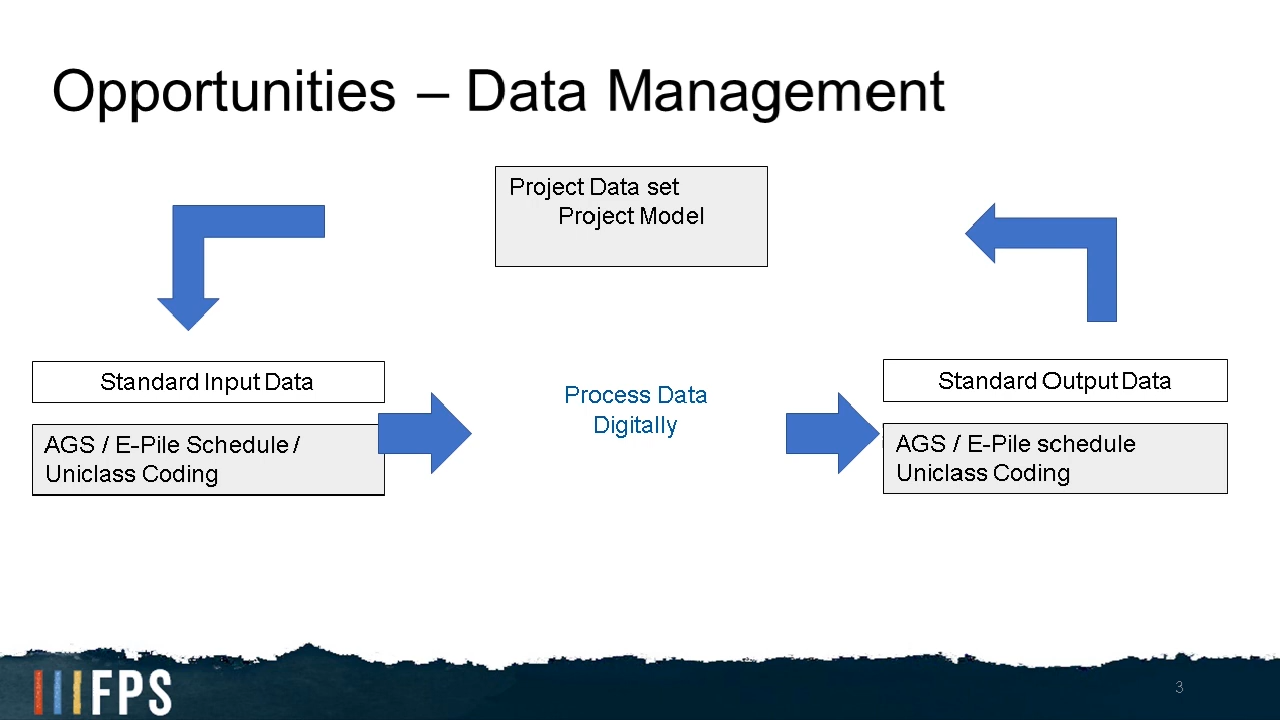 Opportunities – Data Management
Project Data set
Project Model
Standard Input Data
AGS / E-Pile Schedule /
Uniclass Coding
Process Data
Digitally
Standard Output Data
AGS / E-Pile schedule
Uniclass Coding
FPS
3